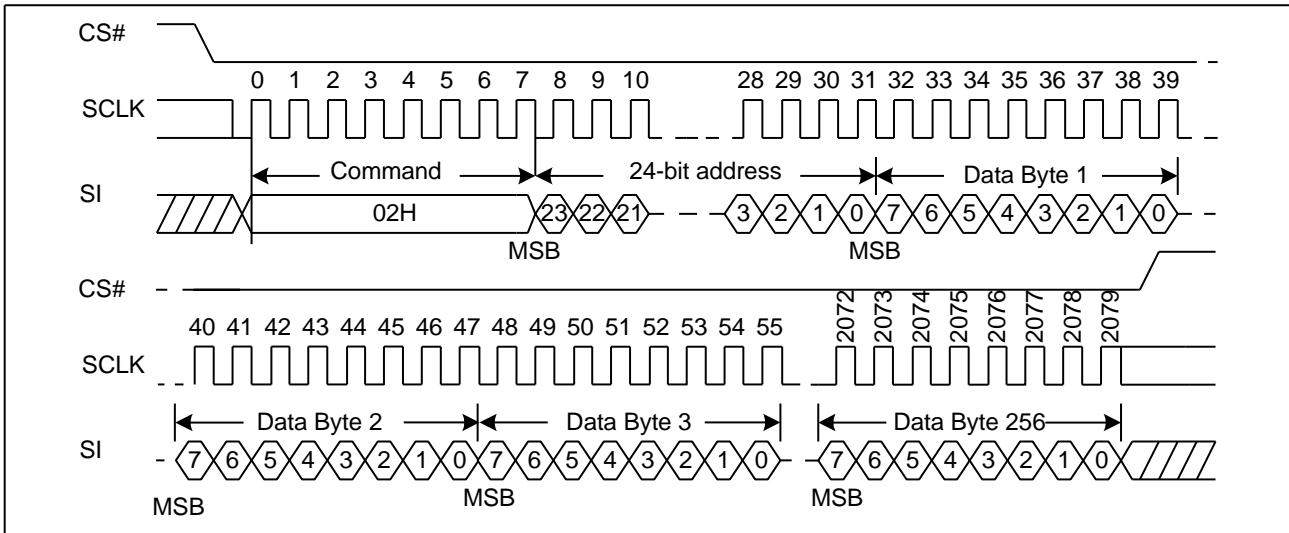 CS#
0 1 2 3 4 5 6 7 8 9 10 28 29 30 31 32 33 34 35 36 37 38 39
SCLK
Command 24-bit address Data Byte 1
SI
02H 23 22 21 3 2 1 0 7 6 5 4 3 2 1 0
MSB MSB
CS#
40 41 42 43 44 45 46 47 48 49 50 51 52 53 54 55 2072 2073 2074 2075 2076 2077 2078 2079
SCLK
Data Byte 2 Data Byte 3 Data Byte 256
SI
7 6 5 4 3 2 1 0 7 6 5 4 3 2 1 0 7 6 5 4 3 2 1 0
MSB MSB MSB